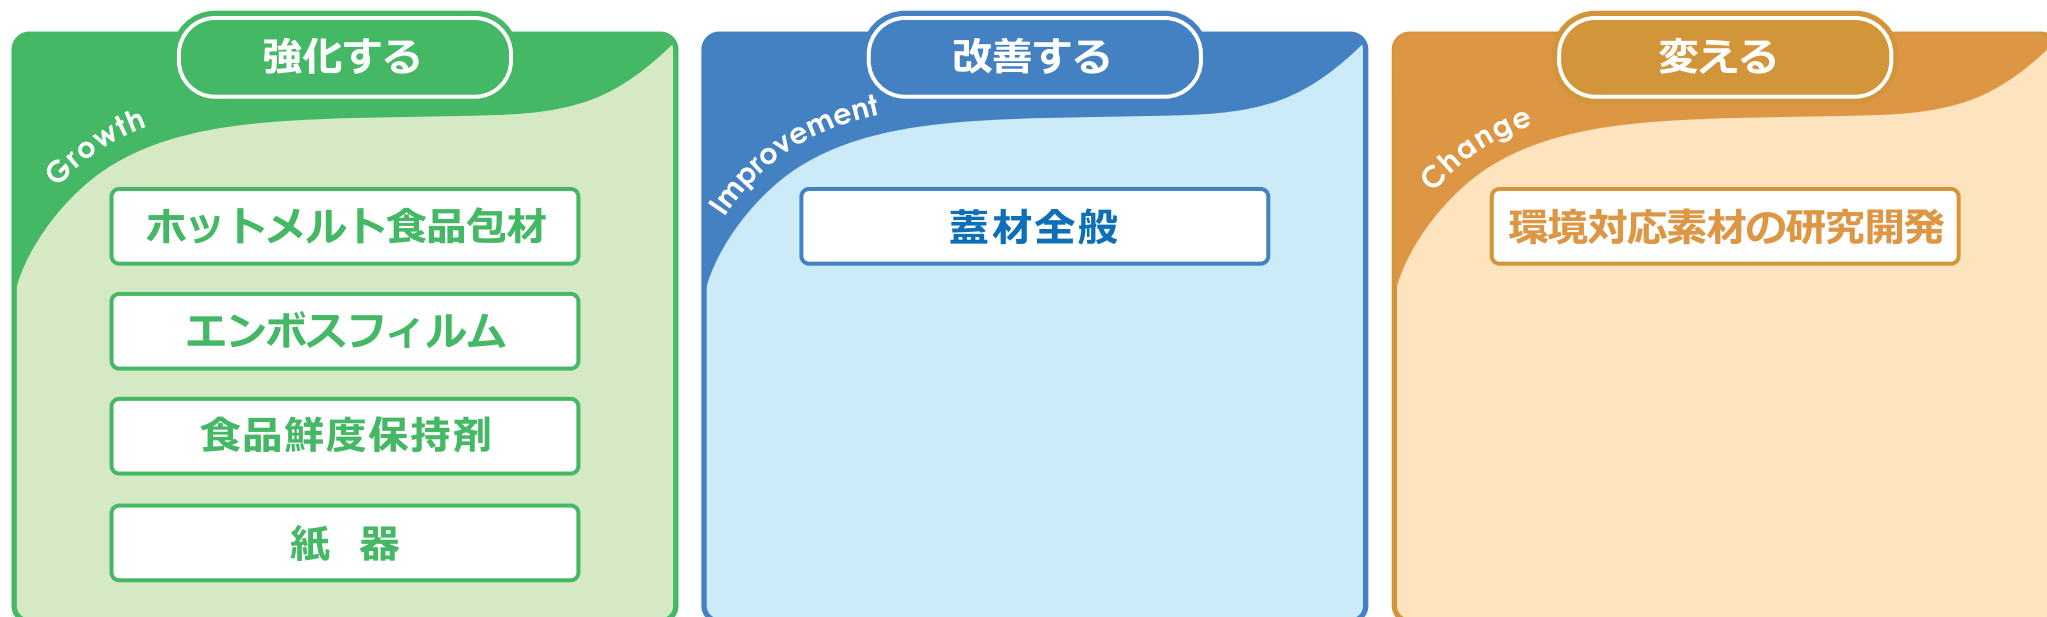 強化する
Growth
ホットメルト食品包材
エンボスフィルム
食品鮮度保持剤
紙 器
改善する
Improvement
蓋材全般
変える
Change
環境対応素材の研究開発